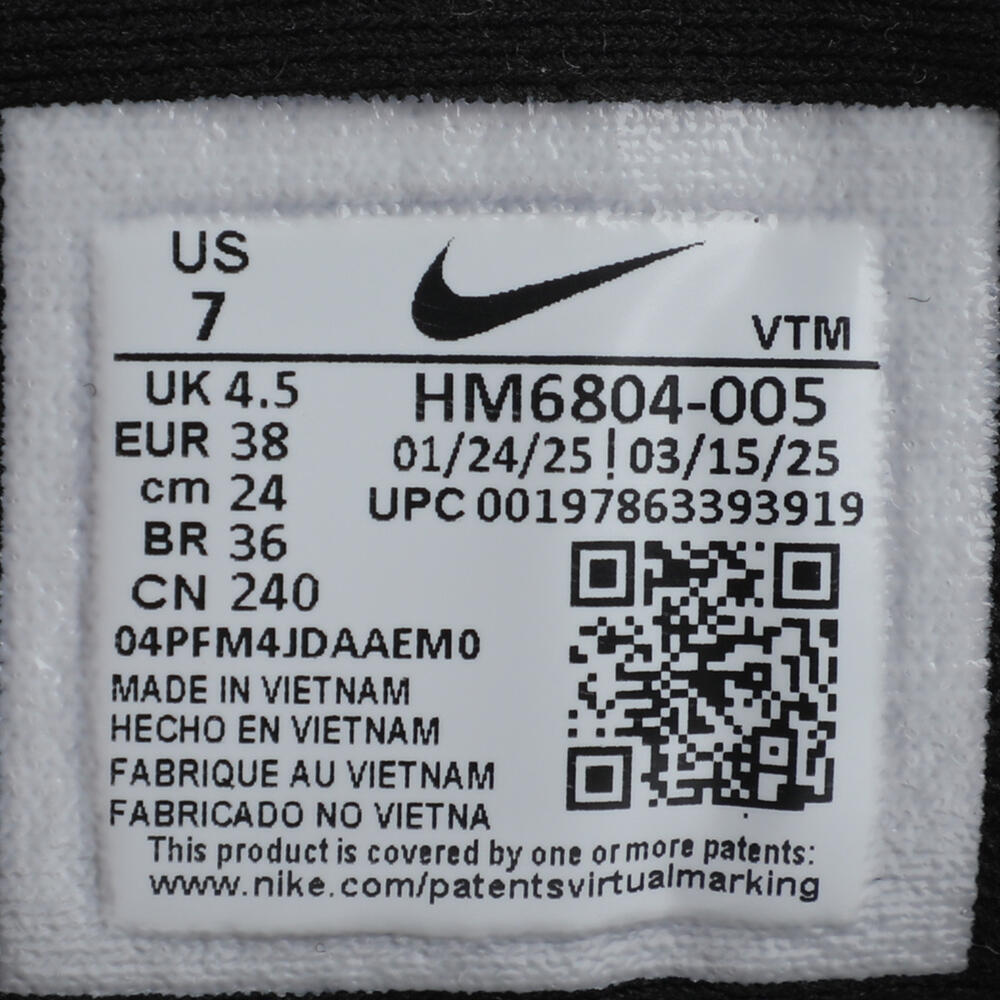 US
7
VTM
UK 4.5
EUR 38
cm 24
BR 36
CN 240
HM6804-005
01/24/25 | 03/15/25
UPC 001978633939​19
04PFM4JDAAEM0
MADE IN VIETNAM
HECHO EN VIETNAM
FABRIQUE AU VIETNAM
FABRICADO NO VIETNA
This product is covered by one or more patents:
www.nike.com/patentsvirtualmarking